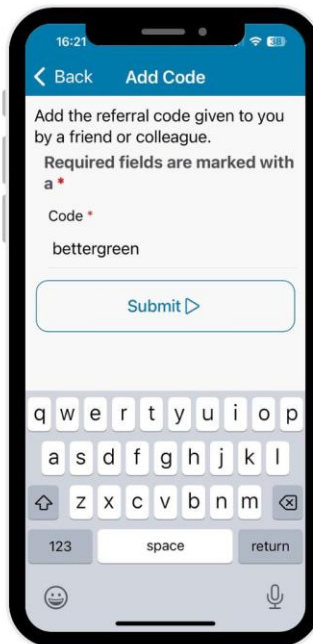 16:21
Back Add Code
Add the referral code given to you
by a friend or colleague.
Required fields are marked with
a *
Code *
bettergreen
Submit
q w e r t y u i o p
a s d f g h j k l
z x c v b n m
123 space return